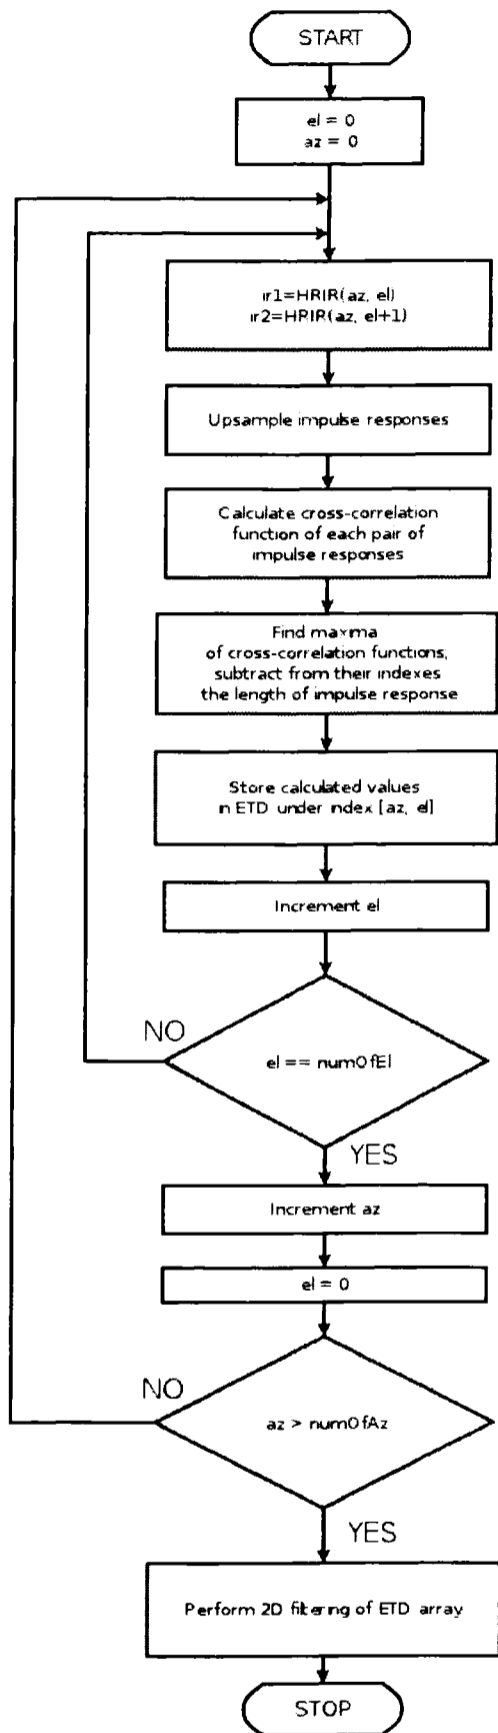 START
el = 0
az = 0
ir1=HRIR(az, el)
ir2=HRIR(az, el+1)
Upsample impulse responses
Calculate cross-correlation
function of each pair of
impulse responses
Find maxima
of cross-correlation functions,
subtract from their indexes
the length of impulse response
Store calculated values
in ETD under index [az, el]
Increment el
NO
el == numOfEl
YES
Increment az
el = 0
NO
az > numOfAz
YES
Perform 2D filtering of ETD array
STOP